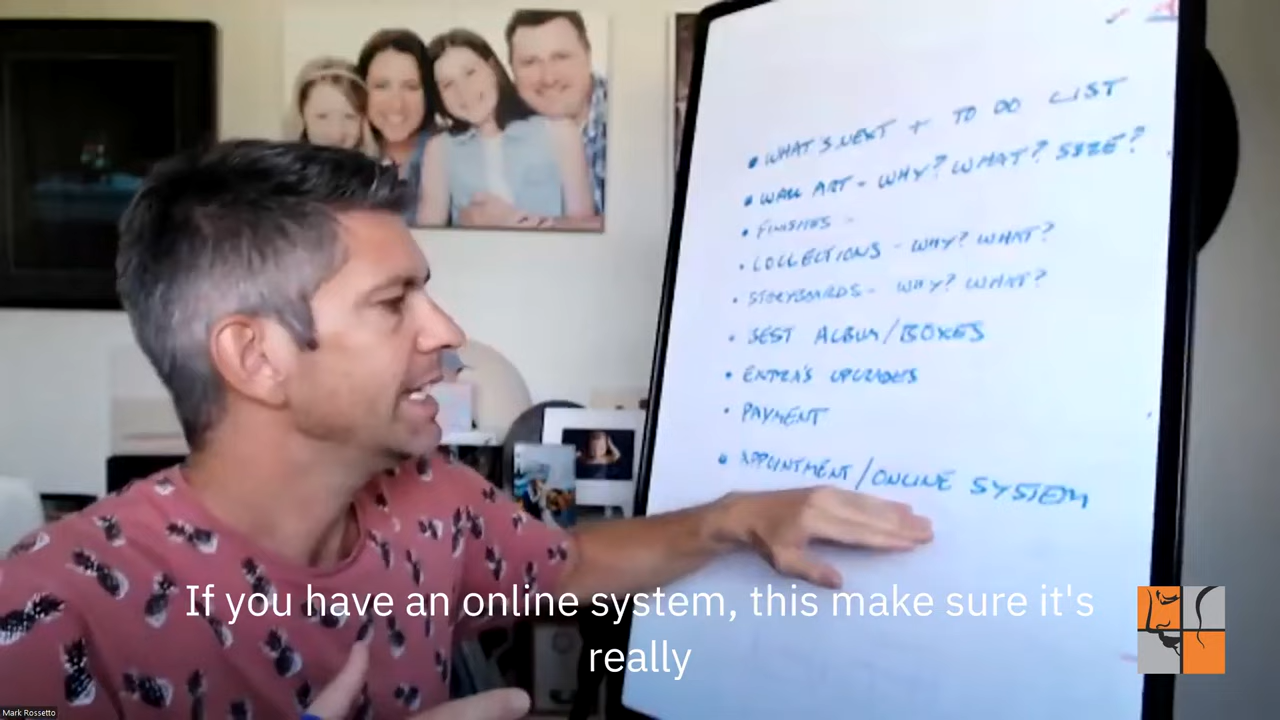 • WHAT'S NEXT + TO DO LIST
• WALL ART - WHY? WHAT? SIZE?
• FINISHES -
• COLLECTIONS - WHY? WHAT?
• STORYBOARDS - WHY? WHAT?
• BEST ALBUM/BOXES
• EXTRA'S UPGRADES
• PAYMENT
• APPOINTMENT/ONLINE SYSTEM
If you have an online system, this make sure it's
really
Mark Rossetto